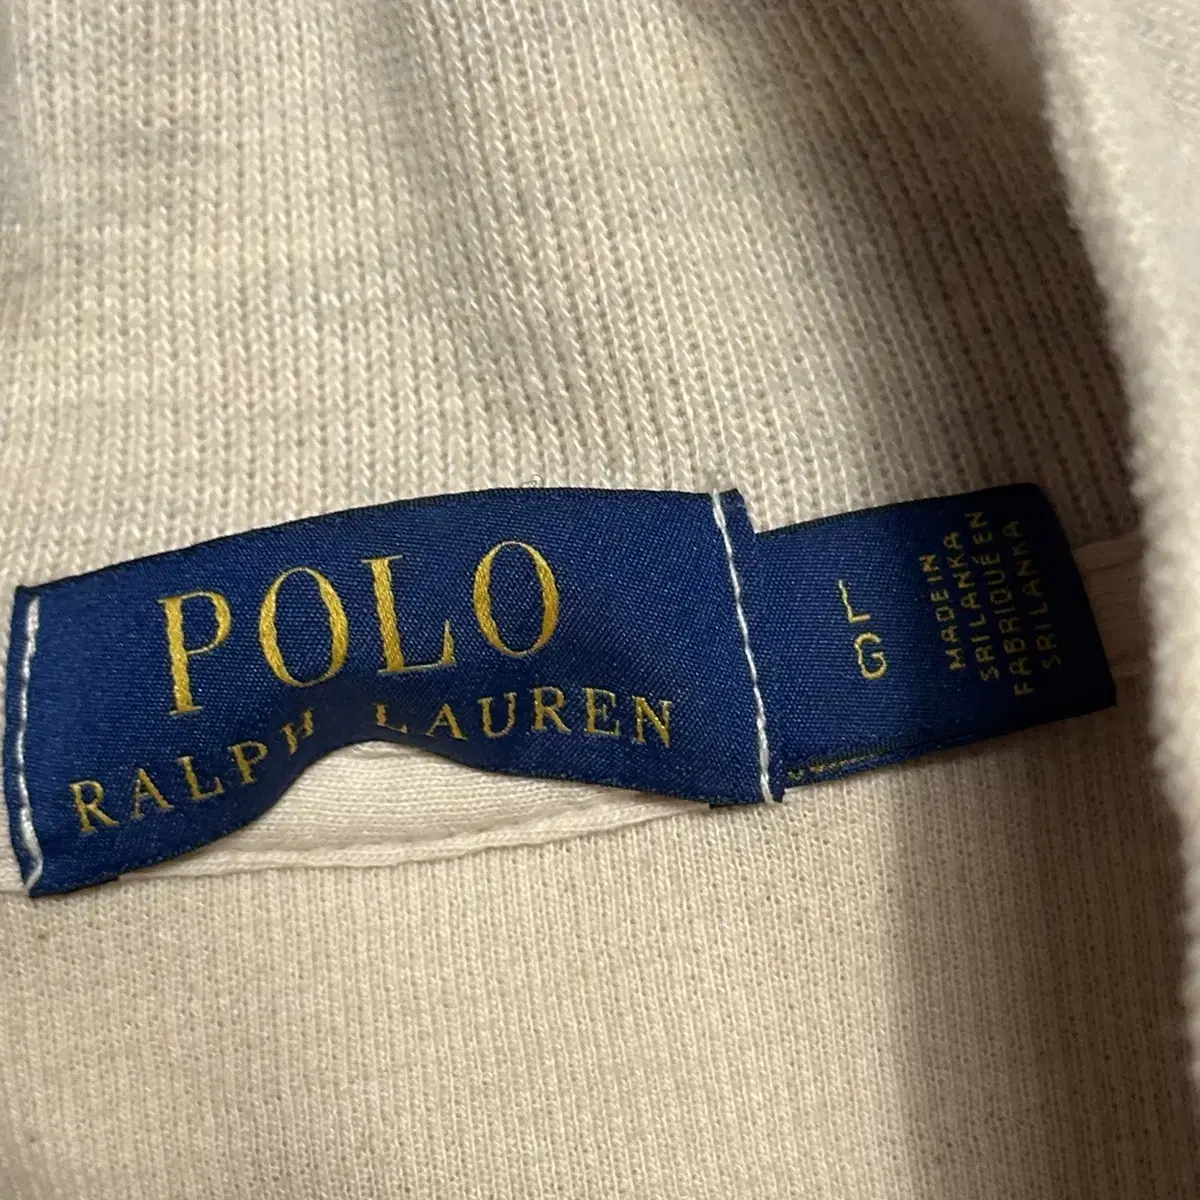 POLO
RALPH LAUREN
L
G
MADE IN
SRI LANKA
FABRIQUÉ EN
SRI LANKA